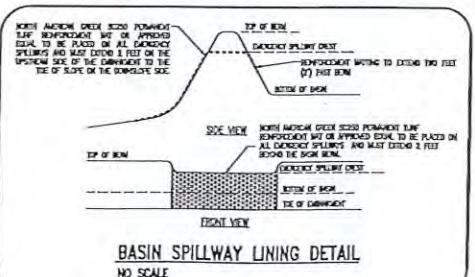 NORTH AMERICAN GREEN SC250 PERMANENT
TURF REINFORCEMENT MAT OR APPROVED
EQUAL TO BE PLACED ON ALL EMERGENCY
SPILLWAYS AND MUST EXTEND 2 FEET ON THE
UPSTREAM SIDE OF THE EMBANKMENT TO THE
TOE OF SLOPE ON THE DOWNSLOPE SIDE.
TOP OF BERM
EMERGENCY SPILLWAY CREST
REINFORCEMENT MATTING TO EXTEND TWO FEET
(2') PAST BERM
BOTTOM OF BASIN
SIDE VIEW
NORTH AMERICAN GREEN SC250 PERMANENT TURF
REINFORCEMENT MAT OR APPROVED EQUAL TO BE PLACED ON
ALL EMERGENCY SPILLWAYS AND MUST EXTEND 2 FEET
BEYOND THE BASIN BERM.
TOP OF BERM
EMERGENCY SPILLWAY CREST
BOTTOM OF BASIN
TOE OF EMBANKMENT
FRONT VIEW
BASIN SPILLWAY LINING DETAIL
NO SCALE